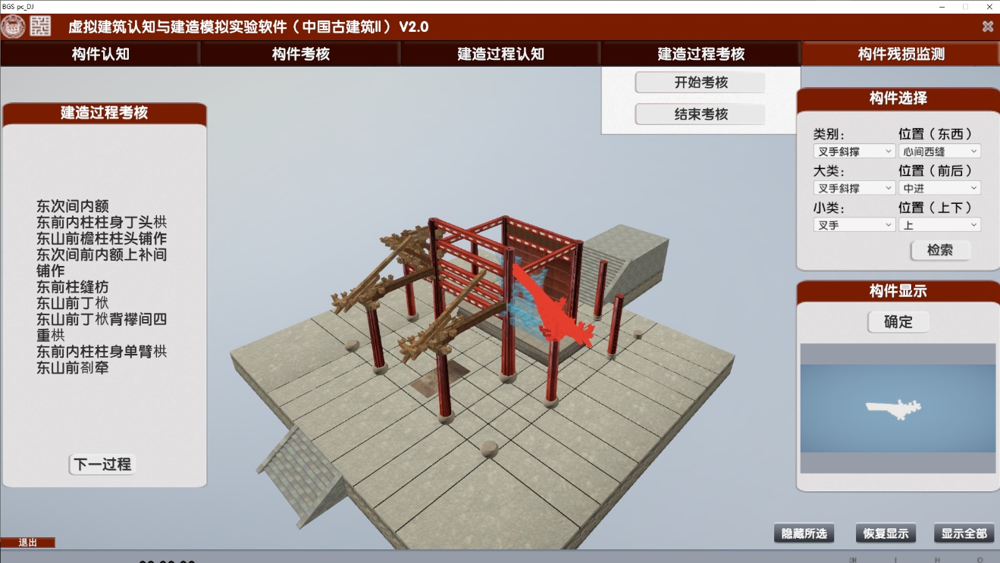 BGS pc_DJ
虚拟建筑认知与建造模拟实验软件（中国古建筑Ⅱ）V2.0
构件认知
构件考核
建造过程认知
建造过程考核
构件残损监测
开始考核
结束考核
建造过程考核
东次间内额
东前内柱柱身丁头栱
东山前檐柱柱头铺作
东次间前内额上补间
铺作
东前柱缝枋
东山前丁栿
东山前丁栿背襻间四
重栱
东前内柱柱身单臂栱
东山前剳牵
下一过程
退出
构件选择
类别：
位置（东西）
叉手斜撑
心间西缝
大类：
位置（前后）
叉手斜撑
中进
小类：
位置（上下）
叉手
上
检索
构件显示
确定
隐藏所选
恢复显示
显示全部